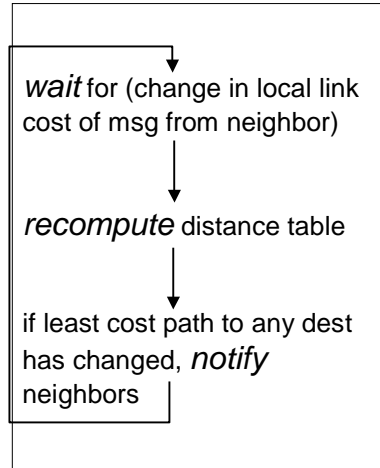 wait for (change in local link
cost of msg from neighbor)
recompute distance table
if least cost path to any dest
has changed, notify
neighbors